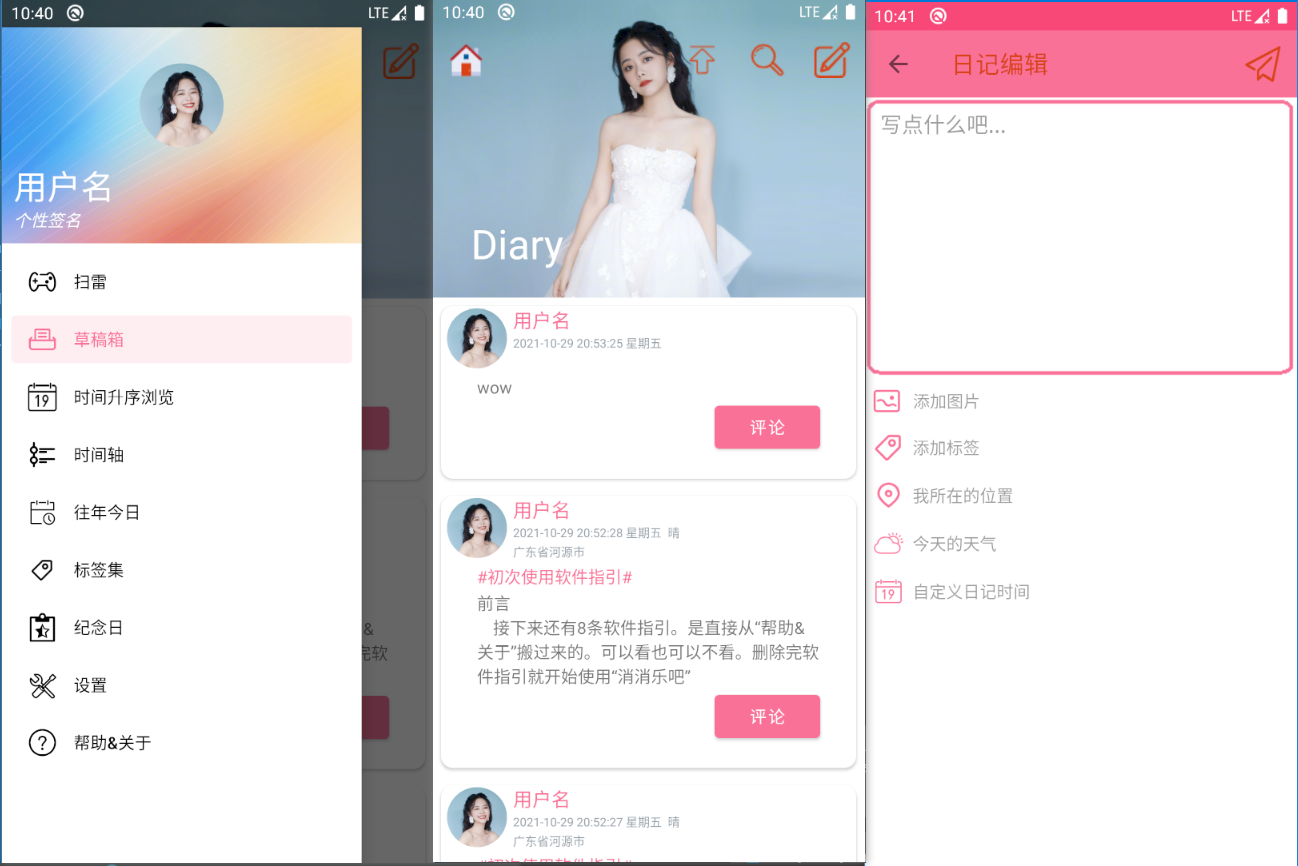 10:40
LTE
用户名
个性签名
扫雷
草稿箱
19
时间升序浏览
时间轴
往年今日
标签集
纪念日
设置
?
帮助&关于
&
完软
10:40
LTE
Diary
用户名
2021-10-29 20:53:25 星期五
wow
评论
用户名
2021-10-29 20:52:28 星期五 晴
广东省河源市
#初次使用软件指引#
前言
接下来还有8条软件指引。是直接从“帮助&
关于”搬过来的。可以看也可以不看。删除完软
件指引就开始使用“消消乐吧”
评论
用户名
2021-10-29 20:52:27 星期五 晴
广东省河源市
10:41
LTE
日记编辑
写点什么吧...
添加图片
添加标签
我所在的位置
今天的天气
19
自定义日记时间